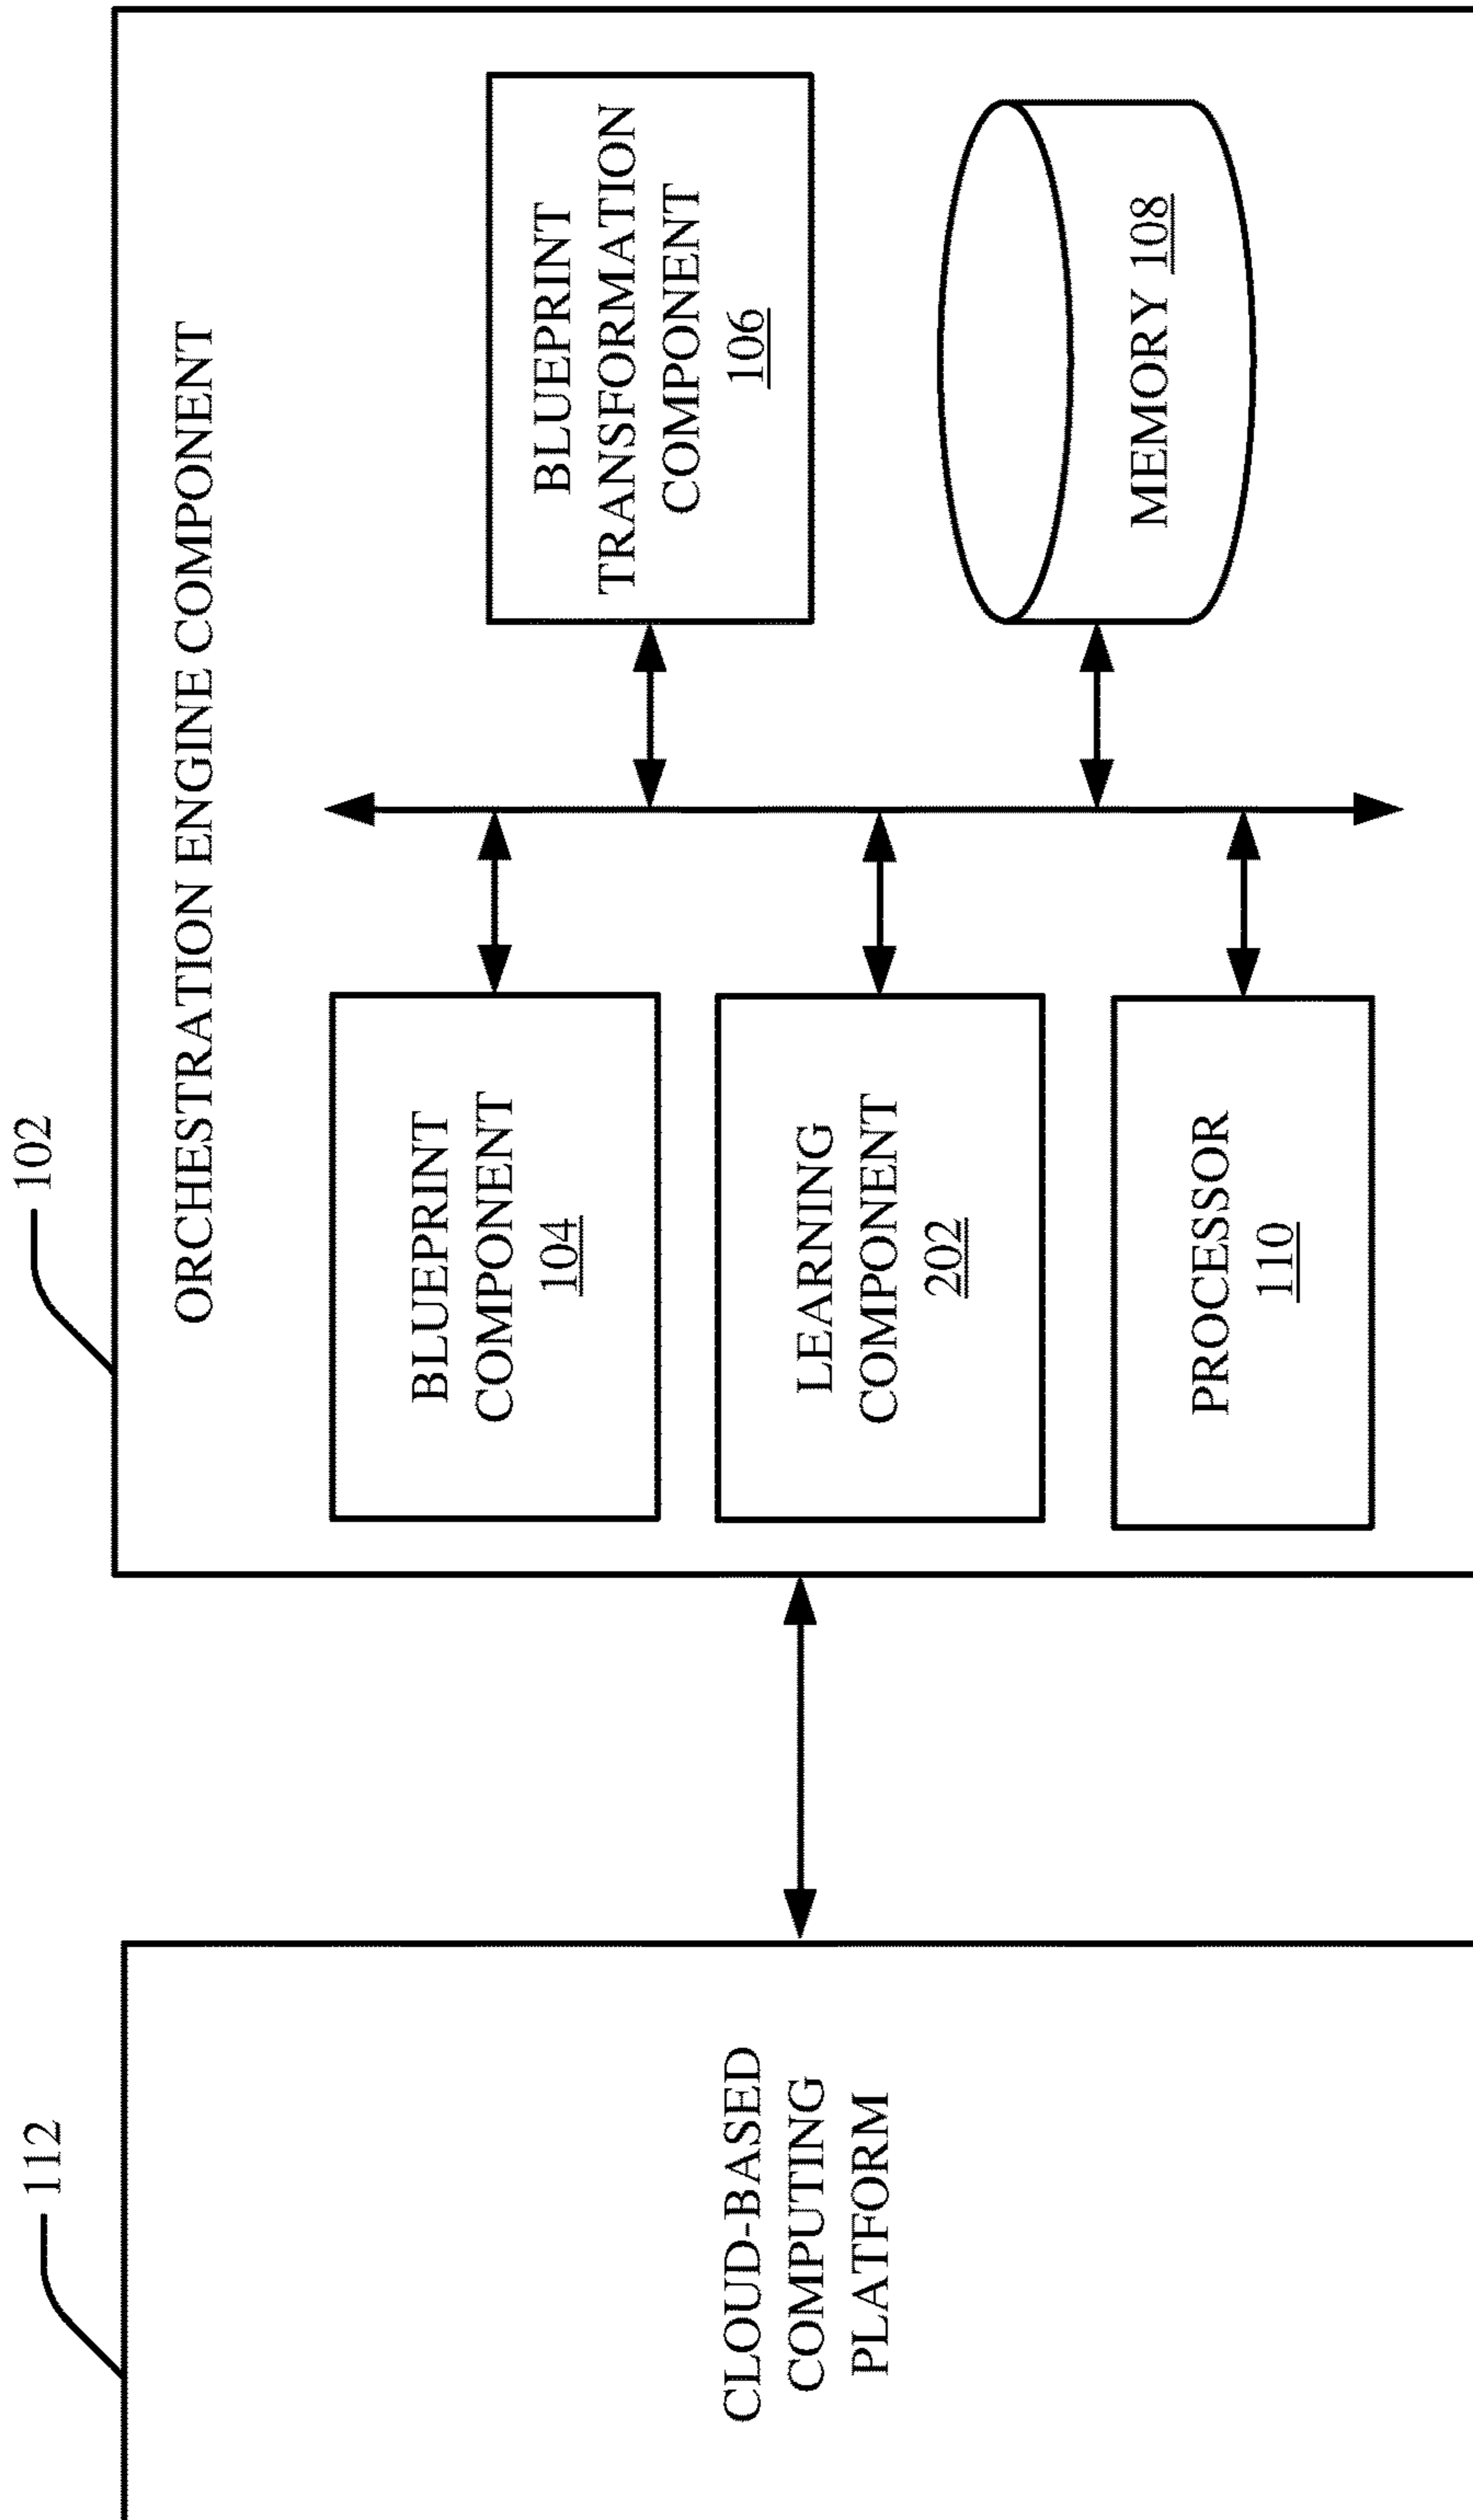 112
CLOUD-BASED
COMPUTING
PLATFORM
102
ORCHESTRATION ENGINE COMPONENT
BLUEPRINT
COMPONENT
104
LEARNING
COMPONENT
202
PROCESSOR
110
BLUEPRINT
TRANSFORMATION
COMPONENT
106
MEMORY 108